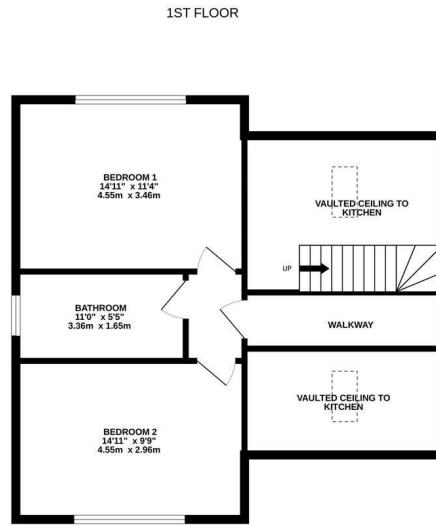 1ST FLOOR
BEDROOM 1
14'11" x 11'4"
4.55m x 3.46m
VAULTED CEILING TO
KITCHEN
UP
BATHROOM
11'0" x 5'5"
3.36m x 1.65m
WALKWAY
VAULTED CEILING TO
KITCHEN
BEDROOM 2
14'11" x 9'9"
4.55m x 2.96m